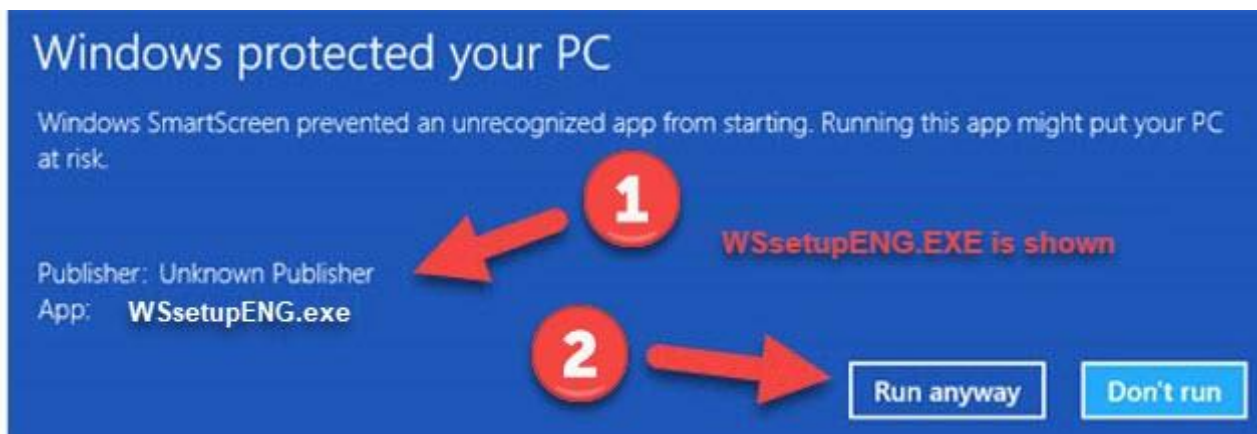 Windows protected your PC
Windows SmartScreen prevented an unrecognized app from starting. Running this app might put your PC
at risk.
1
WSsetupENG.EXE is shown
Publisher: Unknown Publisher
App: WSsetupENG.exe
2
Run anyway
Don't run